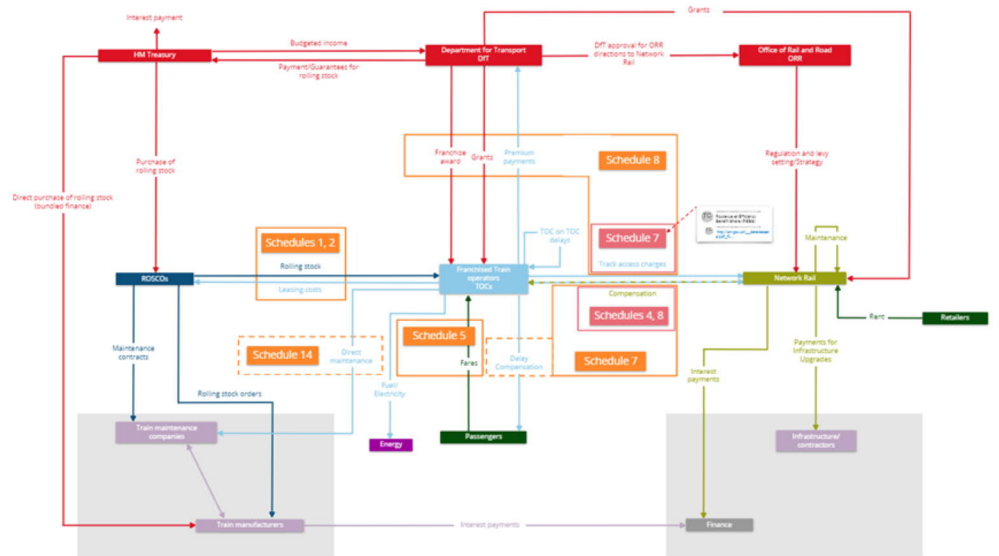 Interest payment
Grants
HM Treasury
Budgeted income
Payment/Guarantees for
rolling stock
Department for Transport
DfT
DfT approval for ORR
directions to Network
Rail
Office of Rail and Road
ORR
Purchase of
rolling stock
Franchise
award
Grants
Premium
payments
Schedule 8
Regulation and levy
setting/Strategy
Direct purchase of rolling stock
(bundled finance)
Schedules 1, 2
TOC on TOC
delays
Schedule 7
Maintenance
ROSCOs
Rolling stock
Leasing costs
Franchised Train
operators
TOCs
Track access charges
Compensation
Network Rail
Schedules 4, 8
Rent
Retailers
Maintenance
contracts
Schedule 14
Direct
maintenance
Schedule 5
Fares
Delay
Compensation
Schedule 7
Payments for
Infrastructure
Upgrades
Fuel/
Electricity
Interest
payments
Rolling stock orders
Train maintenance
companies
Energy
Passengers
Infrastructure/
contractors
Train manufacturers
Interest payments
Finance